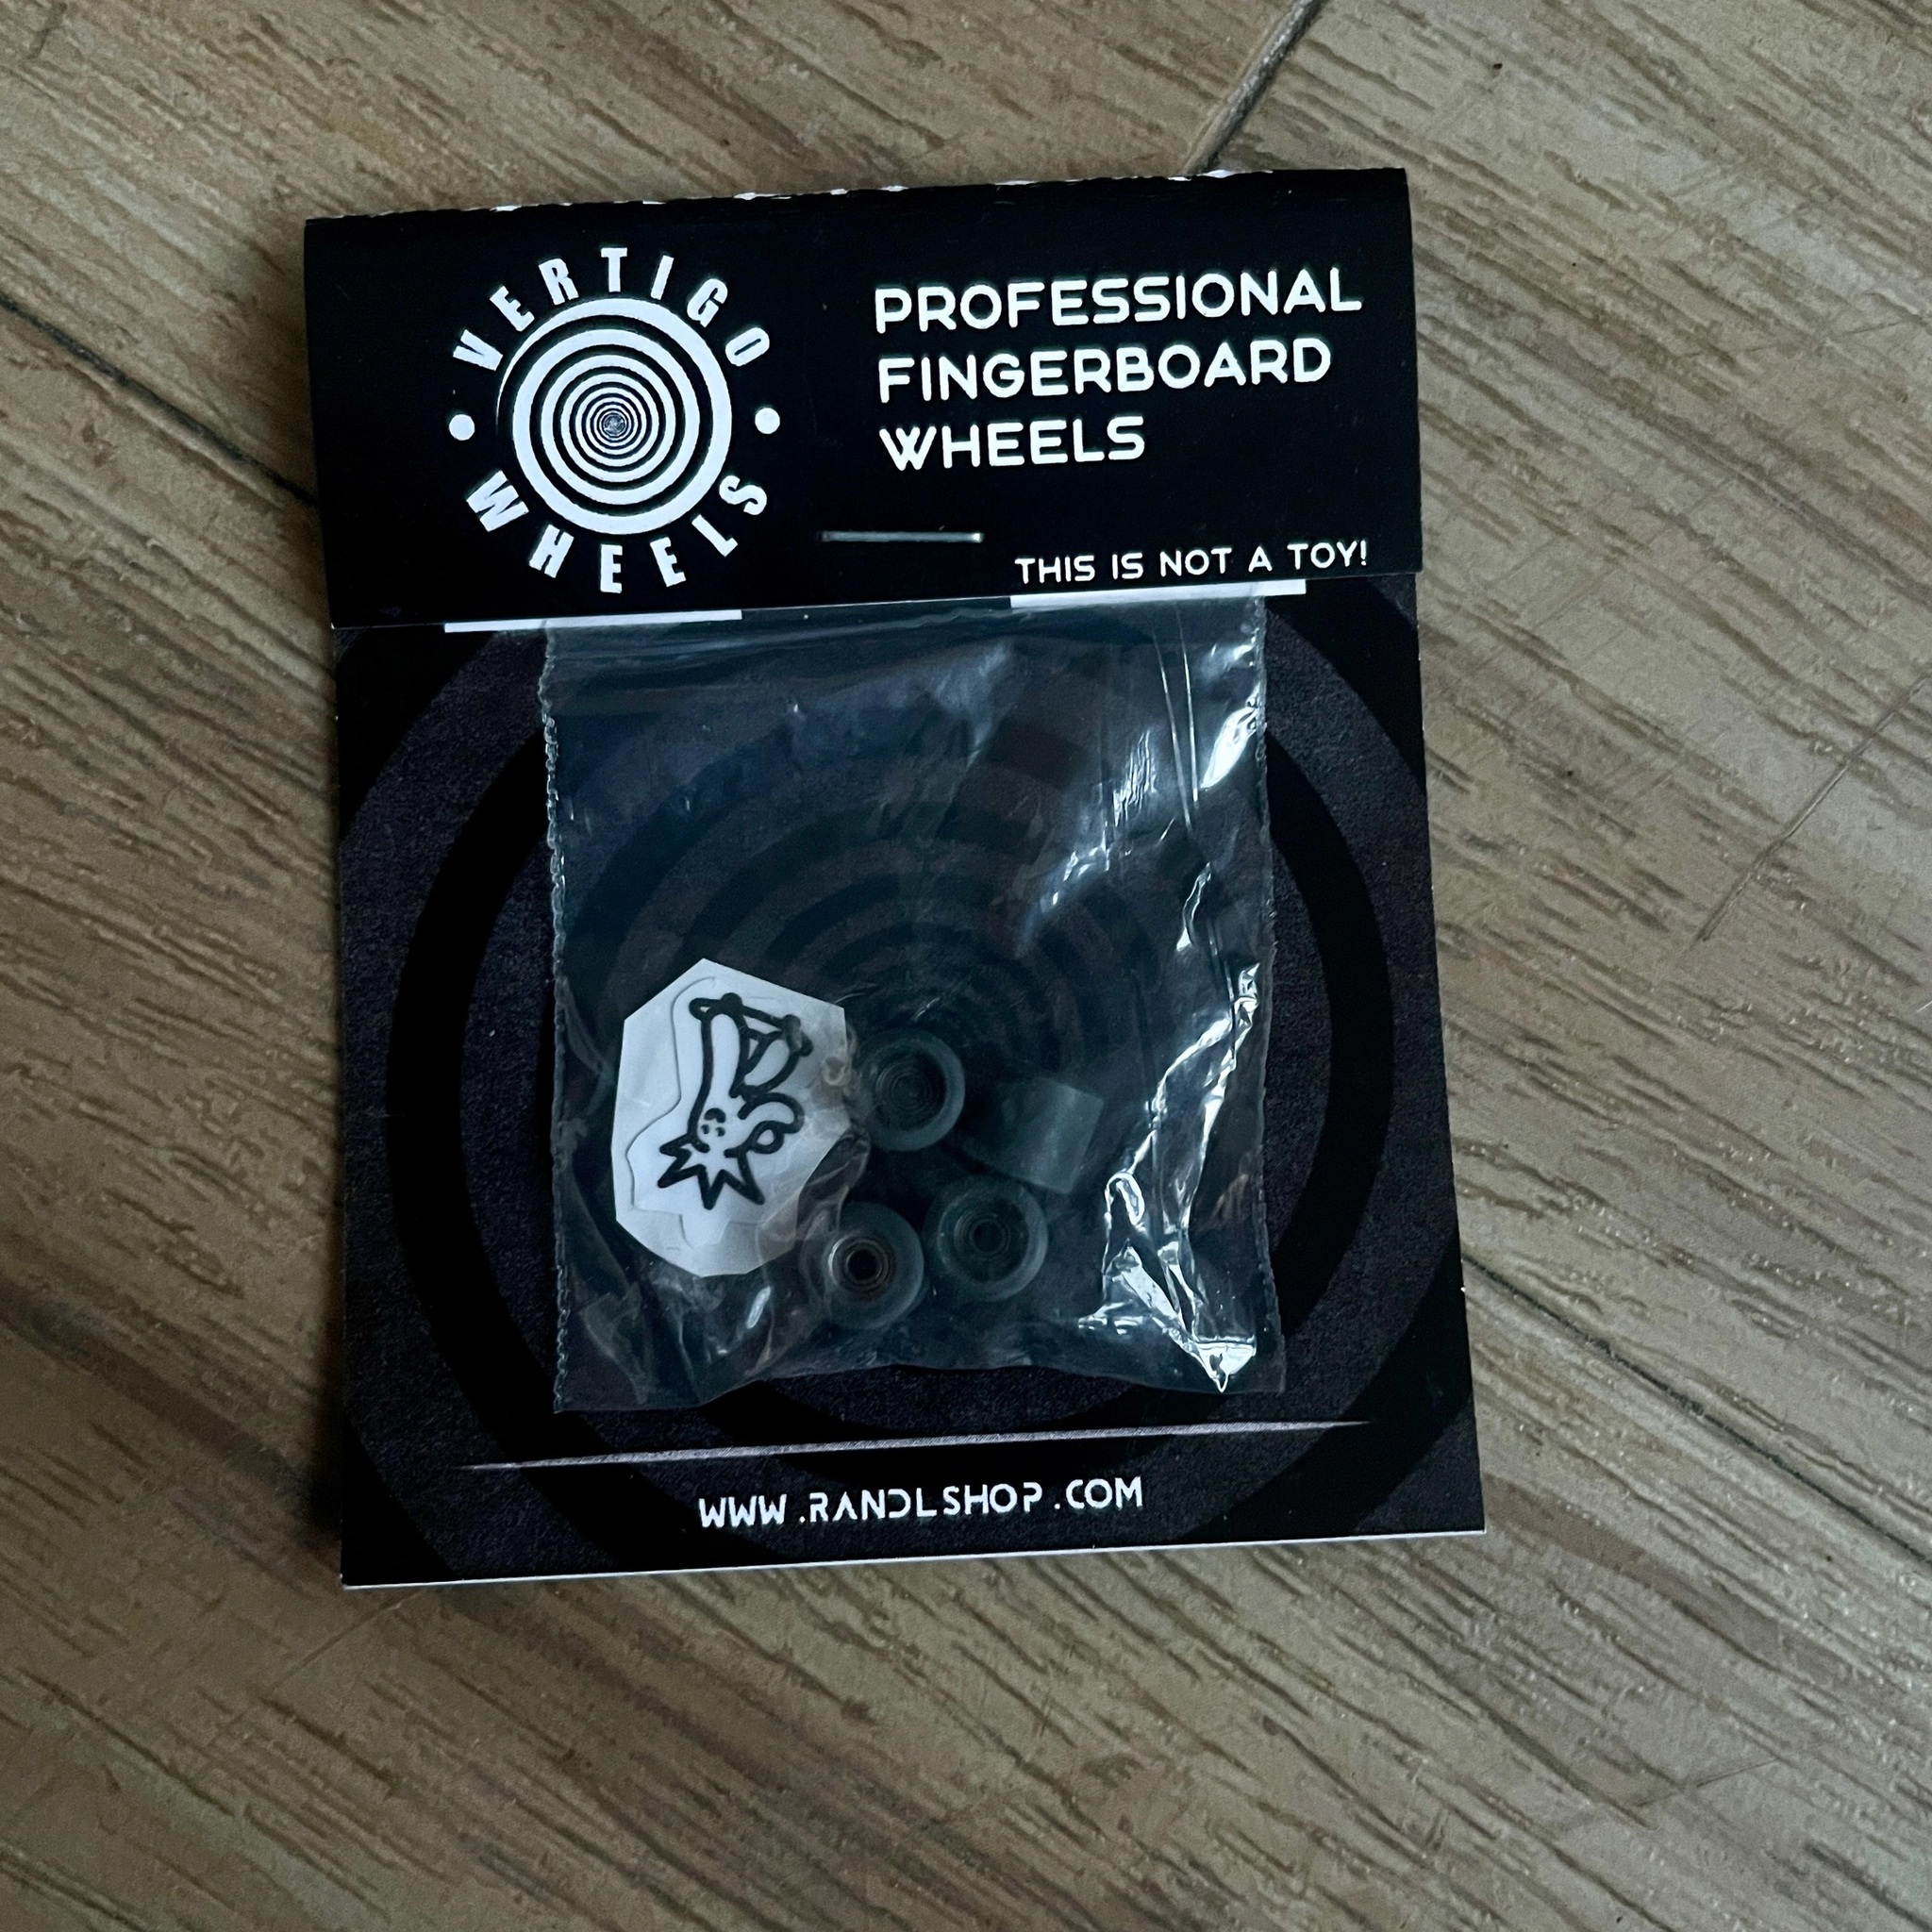 VERTIGO
WHEELS
PROFESSIONAL
FINGERBOARD
WHEELS
THIS IS NOT A TOY!
WWW.RANDLSHOP.COM